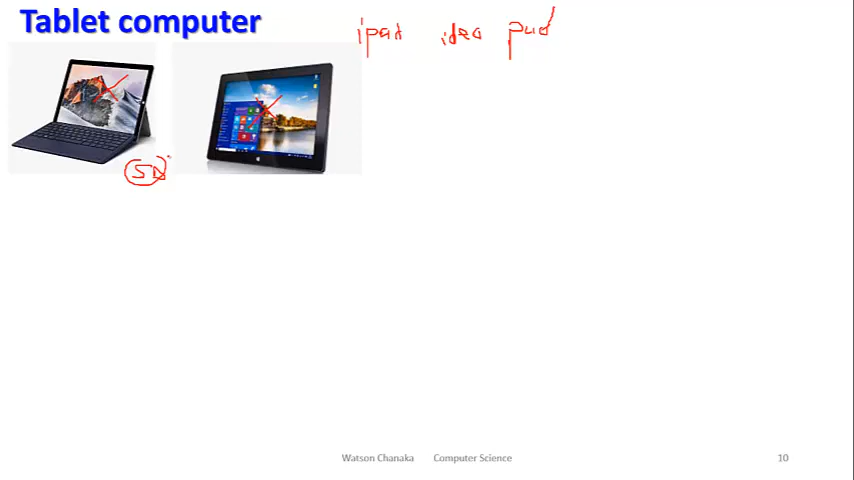 Tablet computer
ipad idea pad
Watson Chanaka Computer Science 10